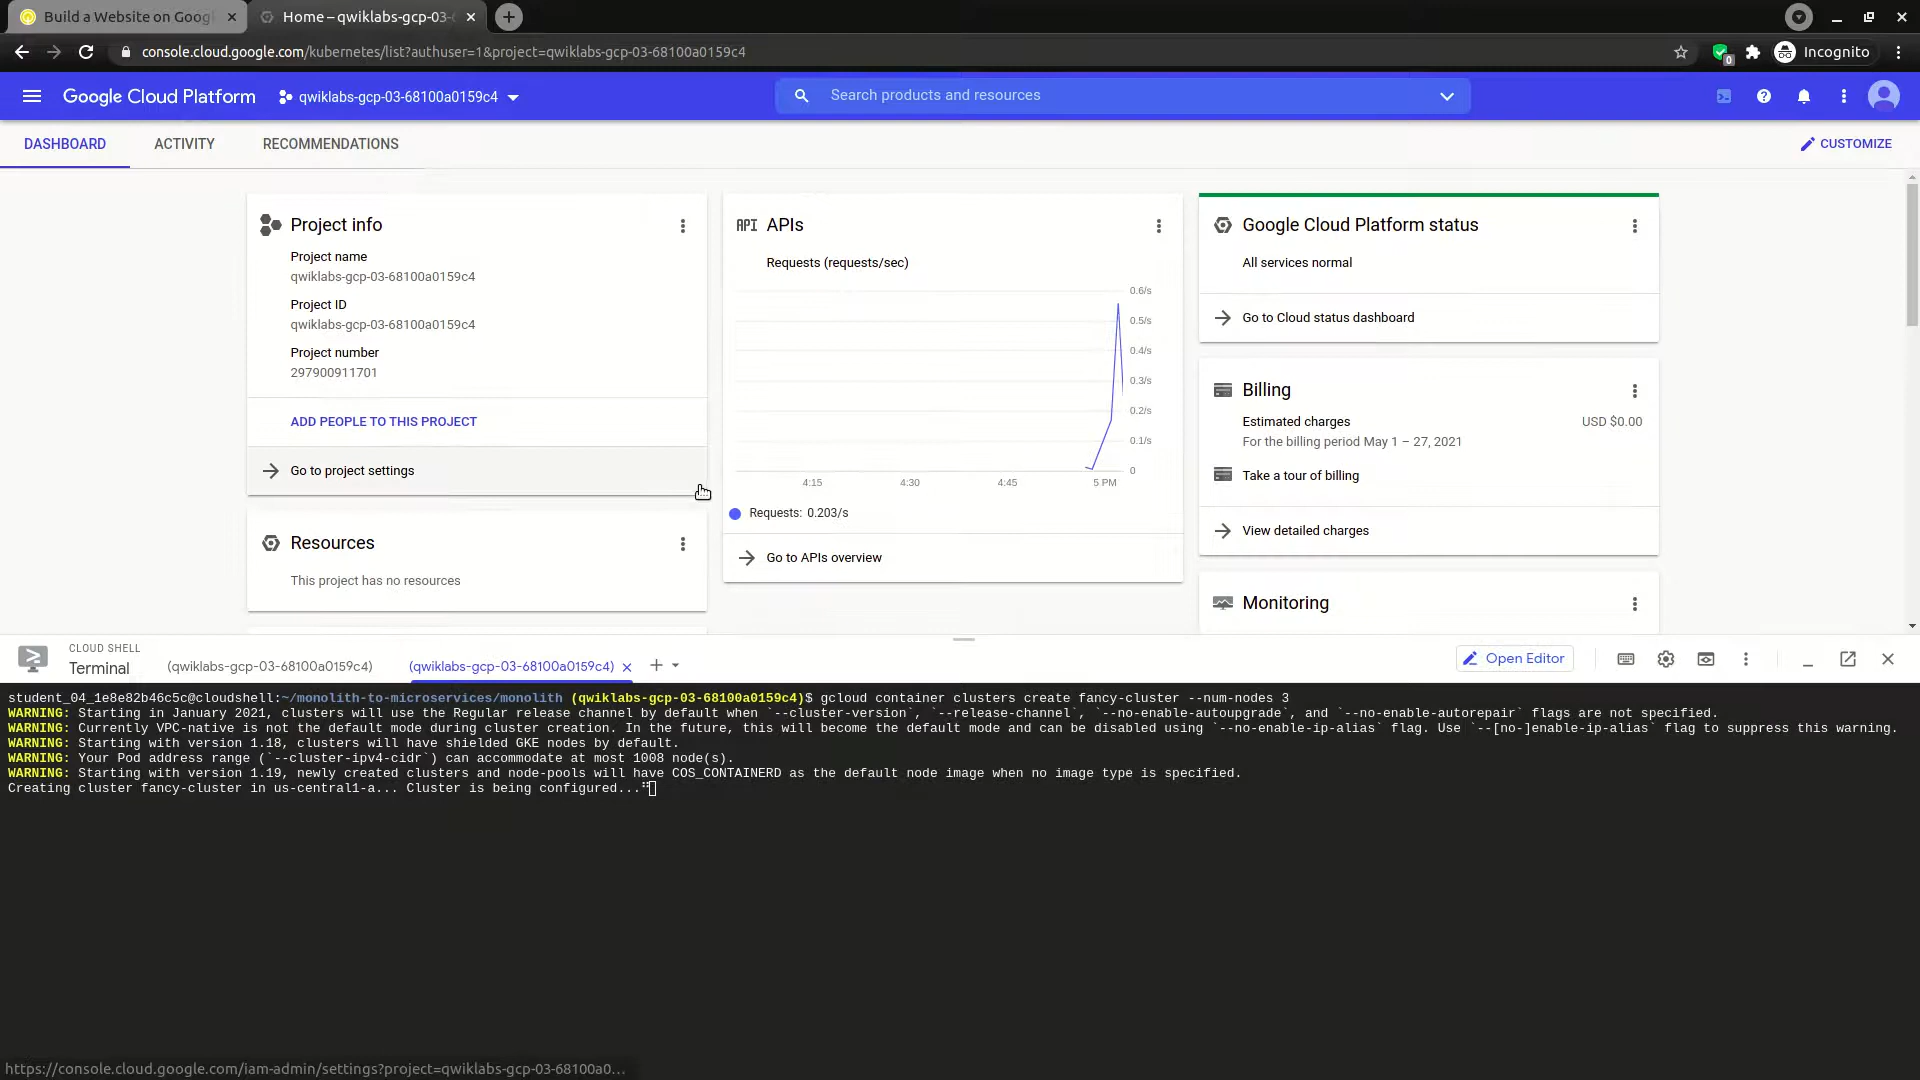 Build a Website on Googl
Home – qwiklabs-gcp-03-6
console.cloud.google.com/kubernetes/list?authuser=1&project=qwiklabs-gcp-03-68100a0159c4
0
Incognito
Google Cloud Platform
qwiklabs-gcp-03-68100a0159c4
Search products and resources
DASHBOARD
ACTIVITY
RECOMMENDATIONS
CUSTOMIZE
Project info
Project name
qwiklabs-gcp-03-68100a0159c4
Project ID
qwiklabs-gcp-03-68100a0159c4
Project number
297900911701
ADD PEOPLE TO THIS PROJECT
Go to project settings
Resources
This project has no resources
API APIs
Requests (requests/sec)
0.6/s
0.5/s
0.4/s
0.3/s
0.2/s
0.1/s
0
4:15 4:30 4:45 5 PM
Requests: 0.203/s
Go to APIs overview
Google Cloud Platform status
All services normal
Go to Cloud status dashboard
Billing
Estimated charges USD $0.00
For the billing period May 1 – 27, 2021
Take a tour of billing
View detailed charges
Monitoring
CLOUD SHELL
Terminal
(qwiklabs-gcp-03-68100a0159c4)
(qwiklabs-gcp-03-68100a0159c4)
Open Editor
student_04_1e8e82b46c5c@cloudshell:~/monolith-to-microservices/monolith (qwiklabs-gcp-03-68100a0159c4)$ gcloud container clusters create fancy-cluster --num-nodes 3
WARNING: Starting in January 2021, clusters will use the Regular release channel by default when `--cluster-version`, `--release-channel`, `--no-enable-autoupgrade`, and `--no-enable-autorepair` flags are not specified.
WARNING: Currently VPC-native is not the default mode during cluster creation. In the future, this will become the default mode and can be disabled using `--no-enable-ip-alias` flag. Use `--[no-]enable-ip-alias` flag to suppress this warning.
WARNING: Starting with version 1.18, clusters will have shielded GKE nodes by default.
WARNING: Your Pod address range (`--cluster-ipv4-cidr`) can accommodate at most 1008 node(s).
WARNING: Starting with version 1.19, newly created clusters and node-pools will have COS_CONTAINERD as the default node image when no image type is specified.
Creating cluster fancy-cluster in us-central1-a... Cluster is being configured...
https://console.cloud.google.com/iam-admin/settings?project=qwiklabs-gcp-03-68100a0…